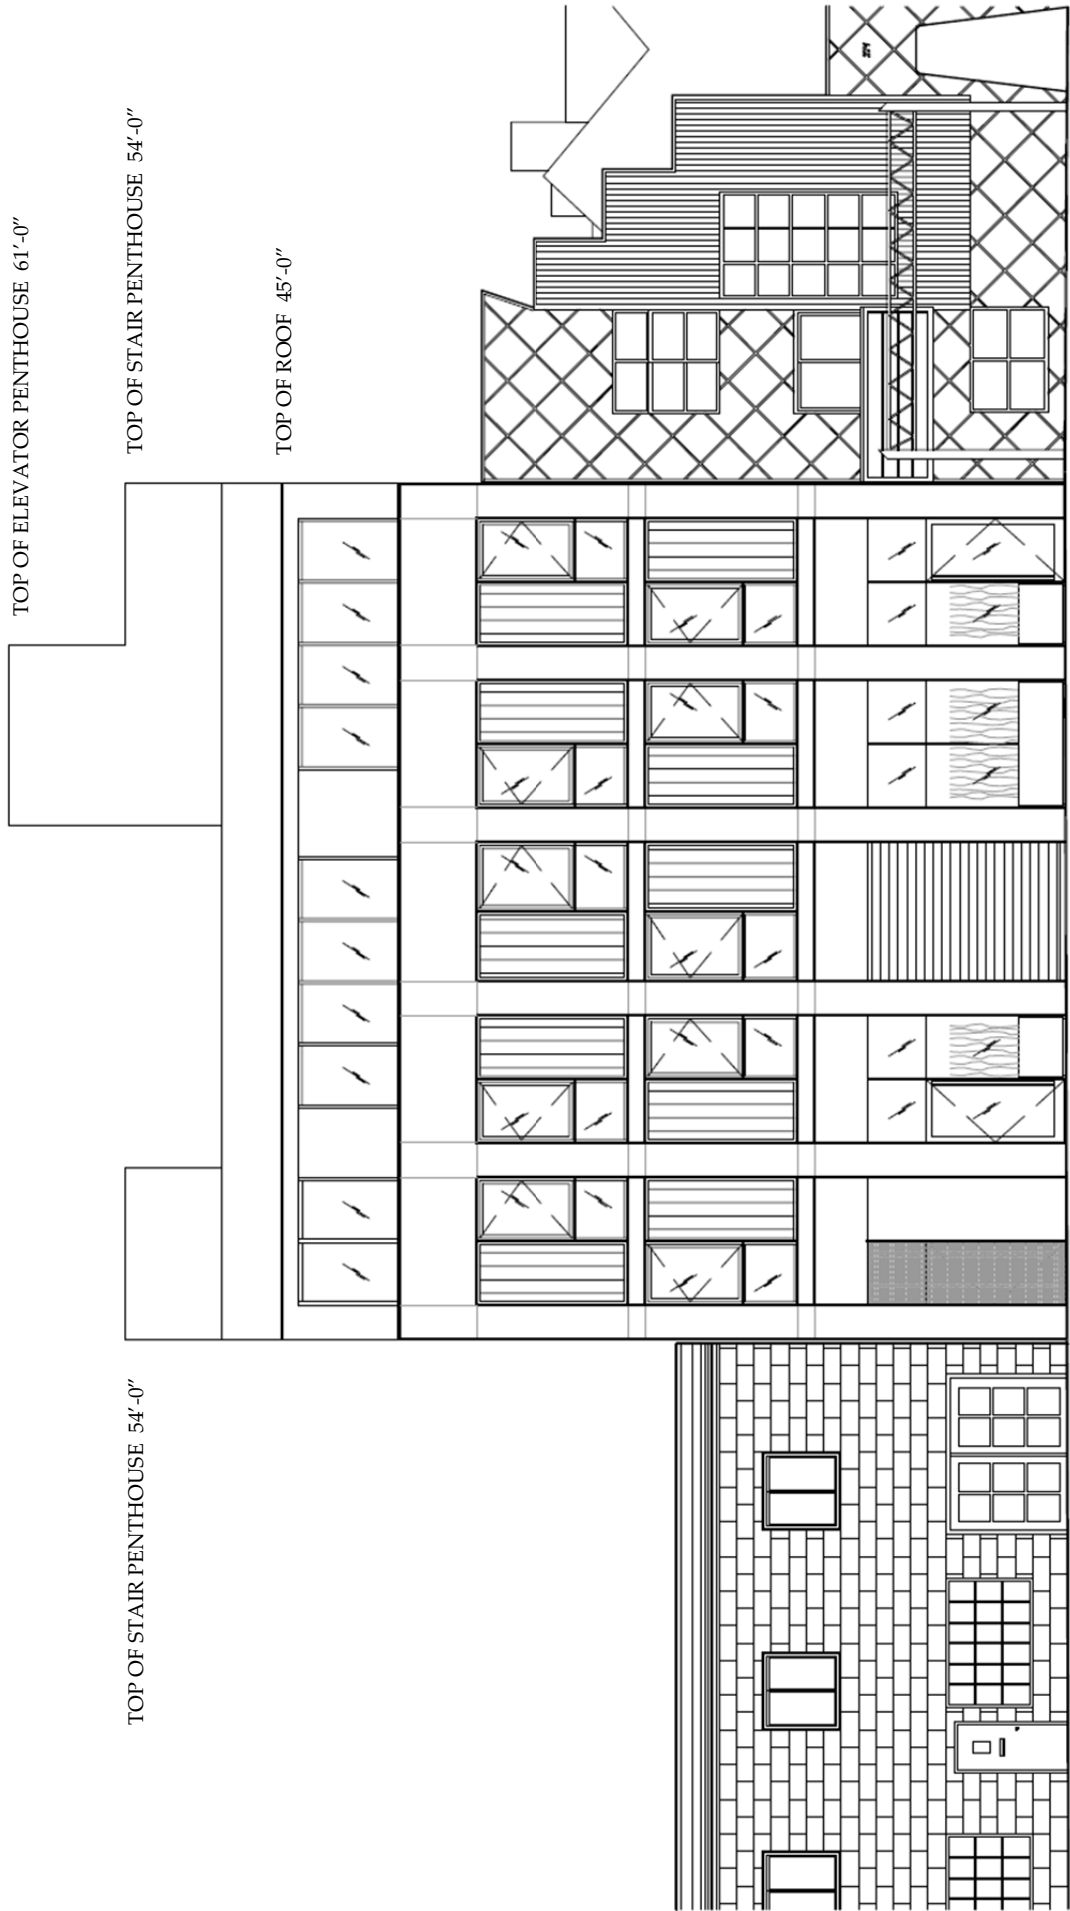 TOP OF ELEVATOR PENTHOUSE 61'-0"
TOP OF STAIR PENTHOUSE 54'-0"
TOP OF STAIR PENTHOUSE 54'-0"
TOP OF ROOF 45'-0"